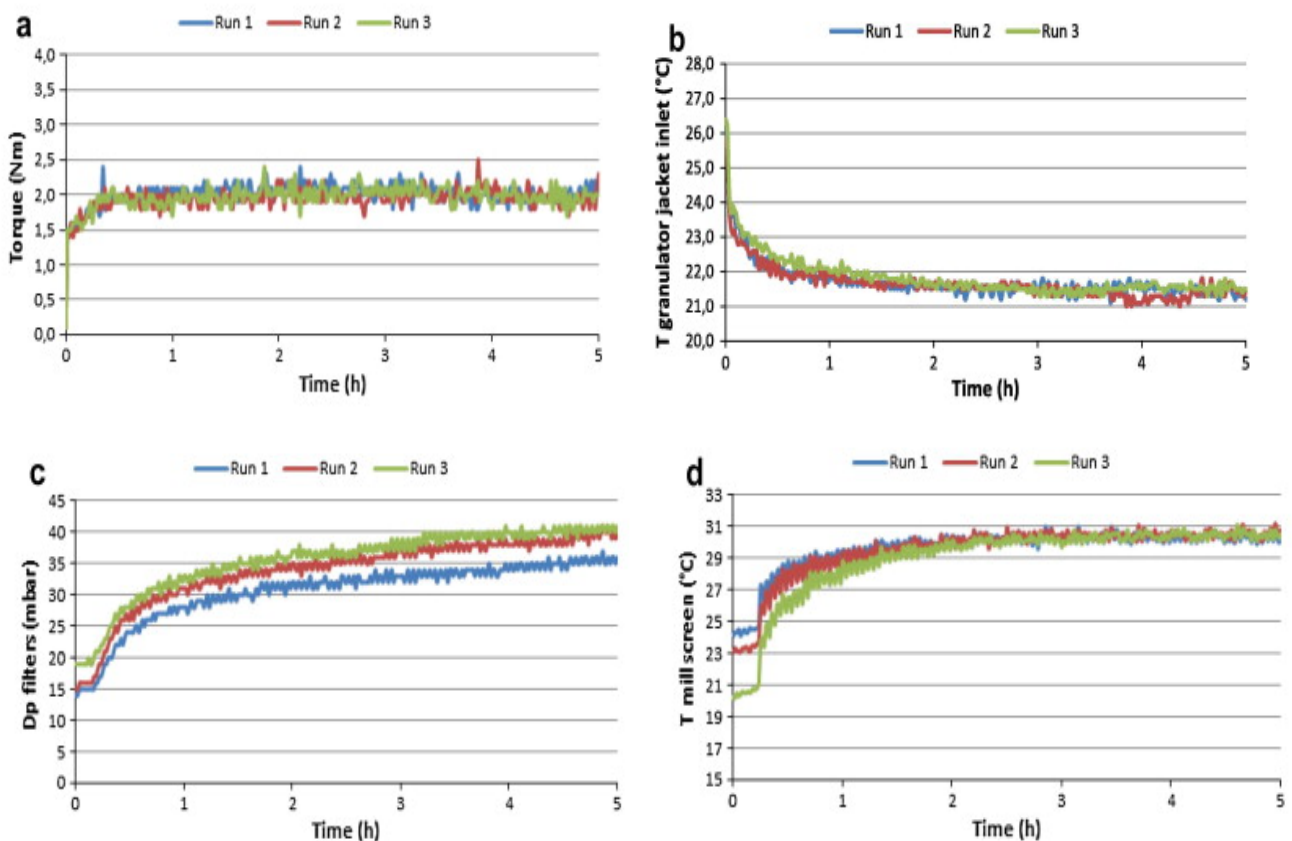 a
Run 1 Run 2 Run 3
4,0
3,5
3,0
2,5
2,0
1,5
1,0
0,5
0,0
Torque (Nm)
0 1 2 3 4 5
Time (h)
b
Run 1 Run 2 Run 3
28,0
27,0
26,0
25,0
24,0
23,0
22,0
21,0
20,0
T granulator jacket inlet (°C)
0 1 2 3 4 5
Time (h)
c
Run 1 Run 2 Run 3
45
40
35
30
25
20
15
10
5
0
Dp filters (mbar)
0 1 2 3 4 5
Time (h)
d
Run 1 Run 2 Run 3
33
31
29
27
25
23
21
19
17
15
T mill screen (°C)
0 1 2 3 4 5
Time (h)